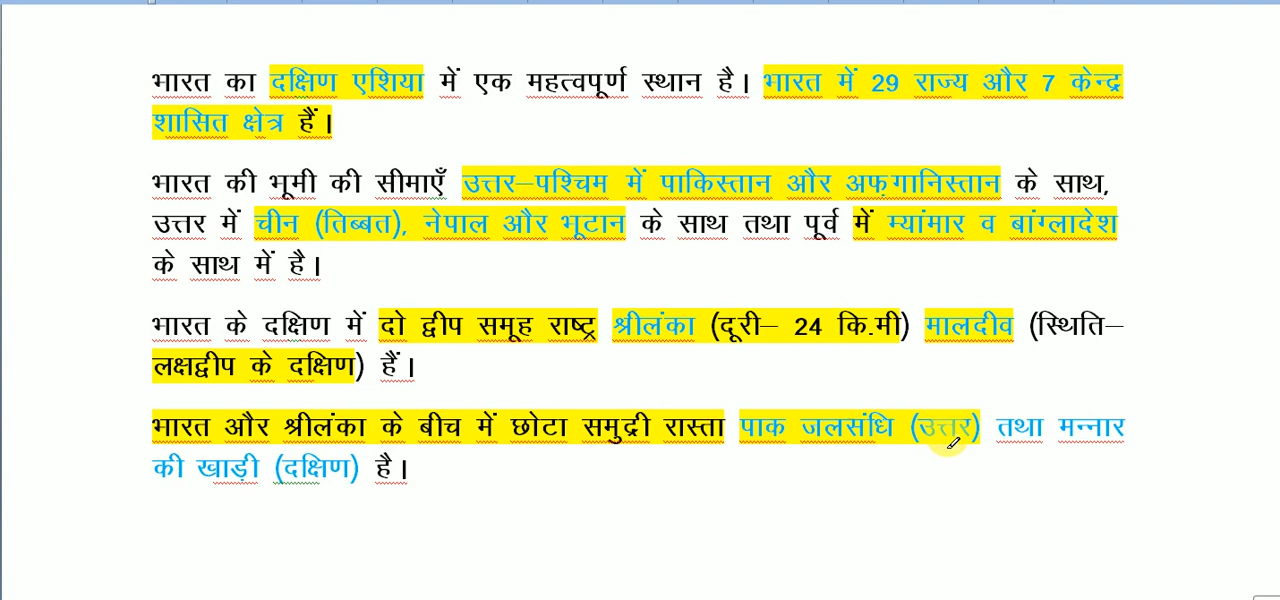 भारत का दक्षिण एशिया में एक महत्वपूर्ण स्थान है। भारत में 29 राज्य और 7 केन्द्र
शासित क्षेत्र हैं।
भारत की भूमी की सीमाएँ उत्तर–पश्चिम में पाकिस्तान और अफ़गानिस्तान के साथ,
उत्तर में चीन (तिब्बत), नेपाल और भूटान के साथ तथा पूर्व में म्यांमार व बांग्लादेश
के साथ में है।
भारत के दक्षिण में दो द्वीप समूह राष्ट्र श्रीलंका (दूरी– 24 कि.मी) मालदीव (स्थिति–
लक्षद्वीप के दक्षिण) हैं।
भारत और श्रीलंका के बीच में छोटा समुद्री रास्ता पाक जलसंधि (उत्तर) तथा मन्नार
की खाड़ी (दक्षिण) है।